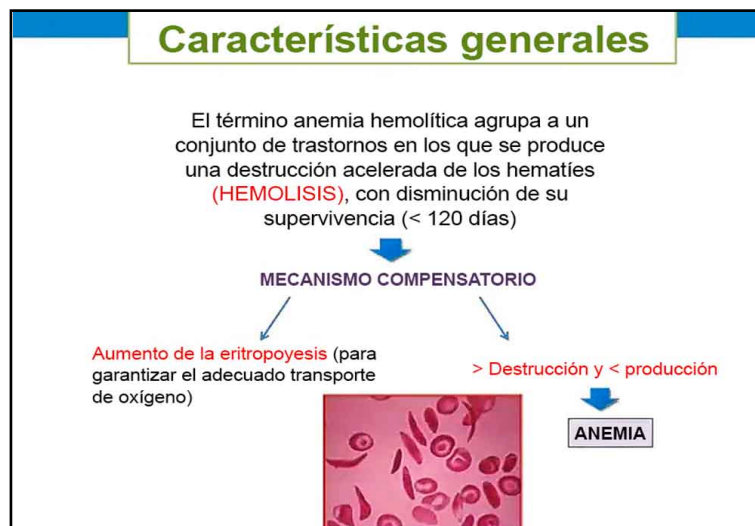 Características generales
El término anemia hemolítica agrupa a un
conjunto de trastornos en los que se produce
una destrucción acelerada de los hematíes
(HEMOLISIS), con disminución de su
supervivencia (< 120 días)
MECANISMO COMPENSATORIO
Aumento de la eritropoyesis (para
garantizar el adecuado transporte
de oxígeno)
> Destrucción y < producción
ANEMIA